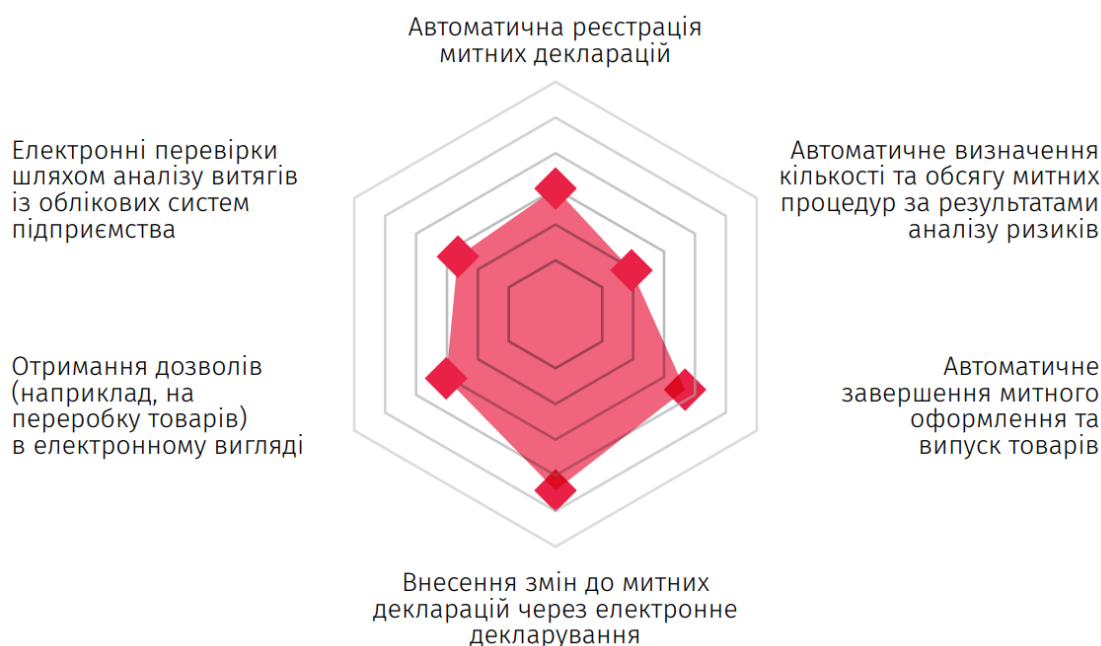 Автоматична реєстрація
митних декларацій
Електронні перевірки
шляхом аналізу витягів
із облікових систем
підприємства
Автоматичне визначення
кількості та обсягу митних
процедур за результатами
аналізу ризиків
Отримання дозволів
(наприклад, на
переробку товарів)
в електронному вигляді
Автоматичне
завершення митного
оформлення та
випуск товарів
Внесення змін до митних
декларацій через електронне
декларування